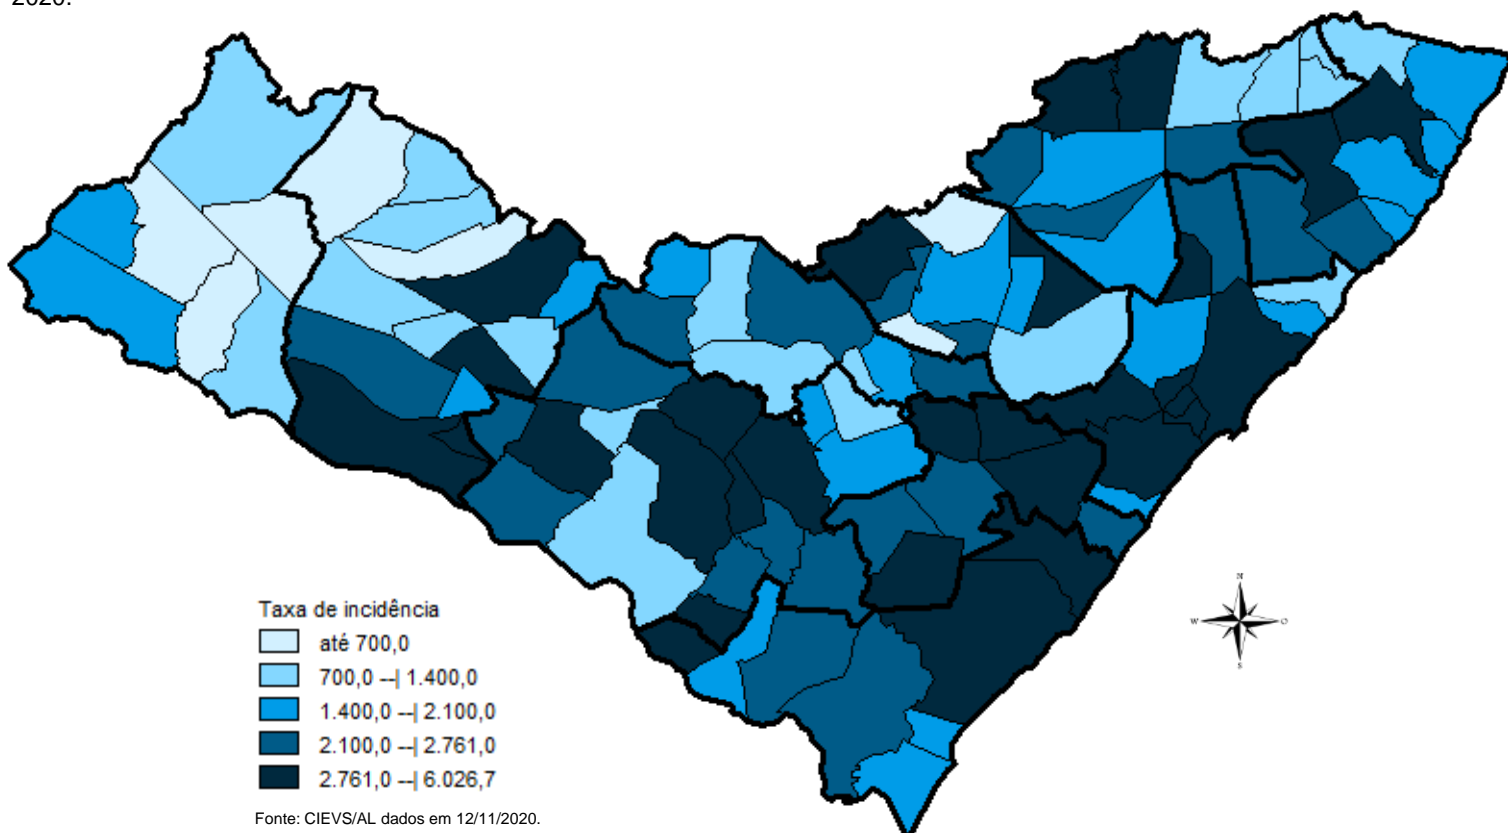 2020.
Taxa de incidência
até 700,0
700,0 --| 1.400,0
1.400,0 --| 2.100,0
2.100,0 --| 2.761,0
2.761,0 --| 6.026,7
Fonte: CIEVS/AL dados em 12/11/2020.
N
W
O
S